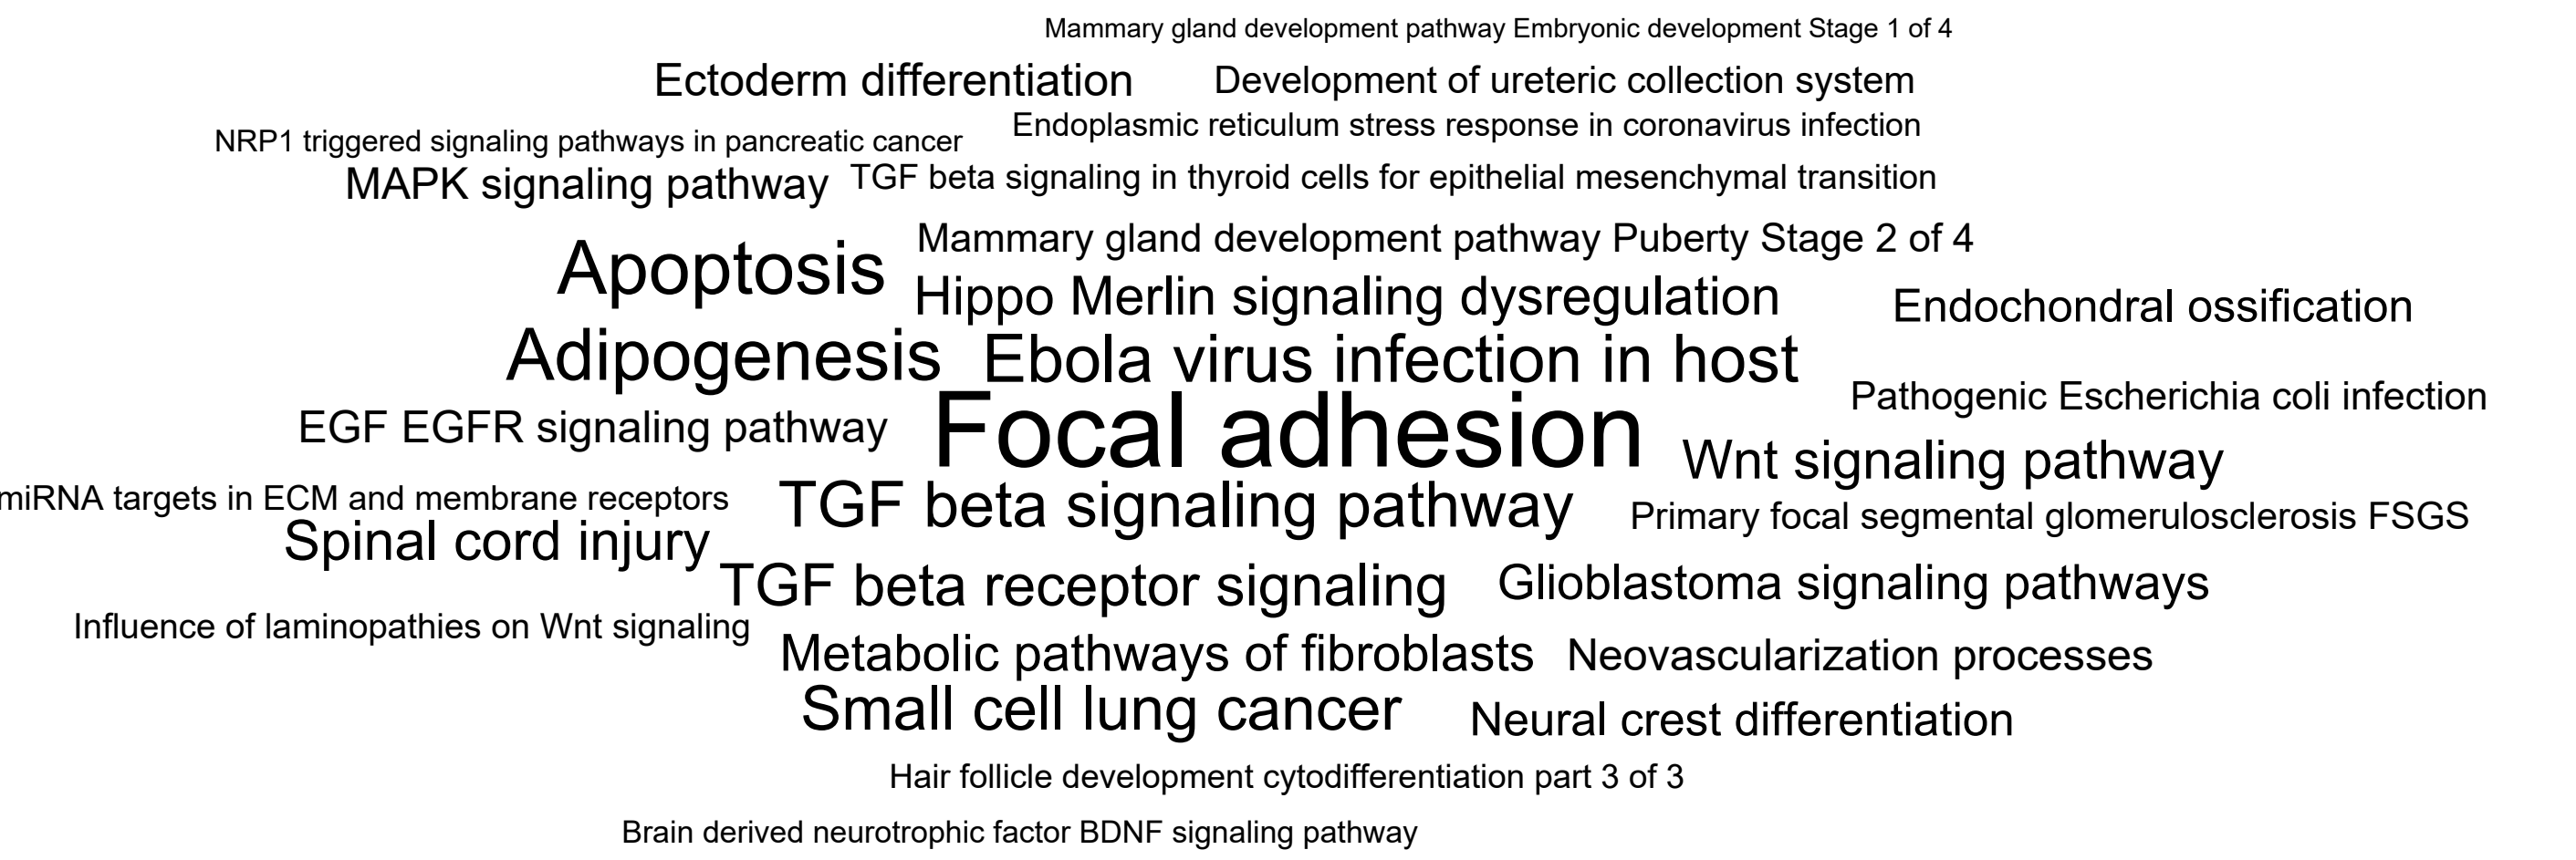 Mammary gland development pathway Embryonic development Stage 1 of 4
Ectoderm differentiation
Development of ureteric collection system
Endoplasmic reticulum stress response in coronavirus infection
NRP1 triggered signaling pathways in pancreatic cancer
MAPK signaling pathway
TGF beta signaling in thyroid cells for epithelial mesenchymal transition
Mammary gland development pathway Puberty Stage 2 of 4
Apoptosis
Hippo Merlin signaling dysregulation
Endochondral ossification
Adipogenesis
Ebola virus infection in host
Pathogenic Escherichia coli infection
EGF EGFR signaling pathway
Focal adhesion
Wnt signaling pathway
miRNA targets in ECM and membrane receptors
TGF beta signaling pathway
Primary focal segmental glomerulosclerosis FSGS
Spinal cord injury
TGF beta receptor signaling
Glioblastoma signaling pathways
Influence of laminopathies on Wnt signaling
Metabolic pathways of fibroblasts
Neovascularization processes
Small cell lung cancer
Neural crest differentiation
Hair follicle development cytodifferentiation part 3 of 3
Brain derived neurotrophic factor BDNF signaling pathway